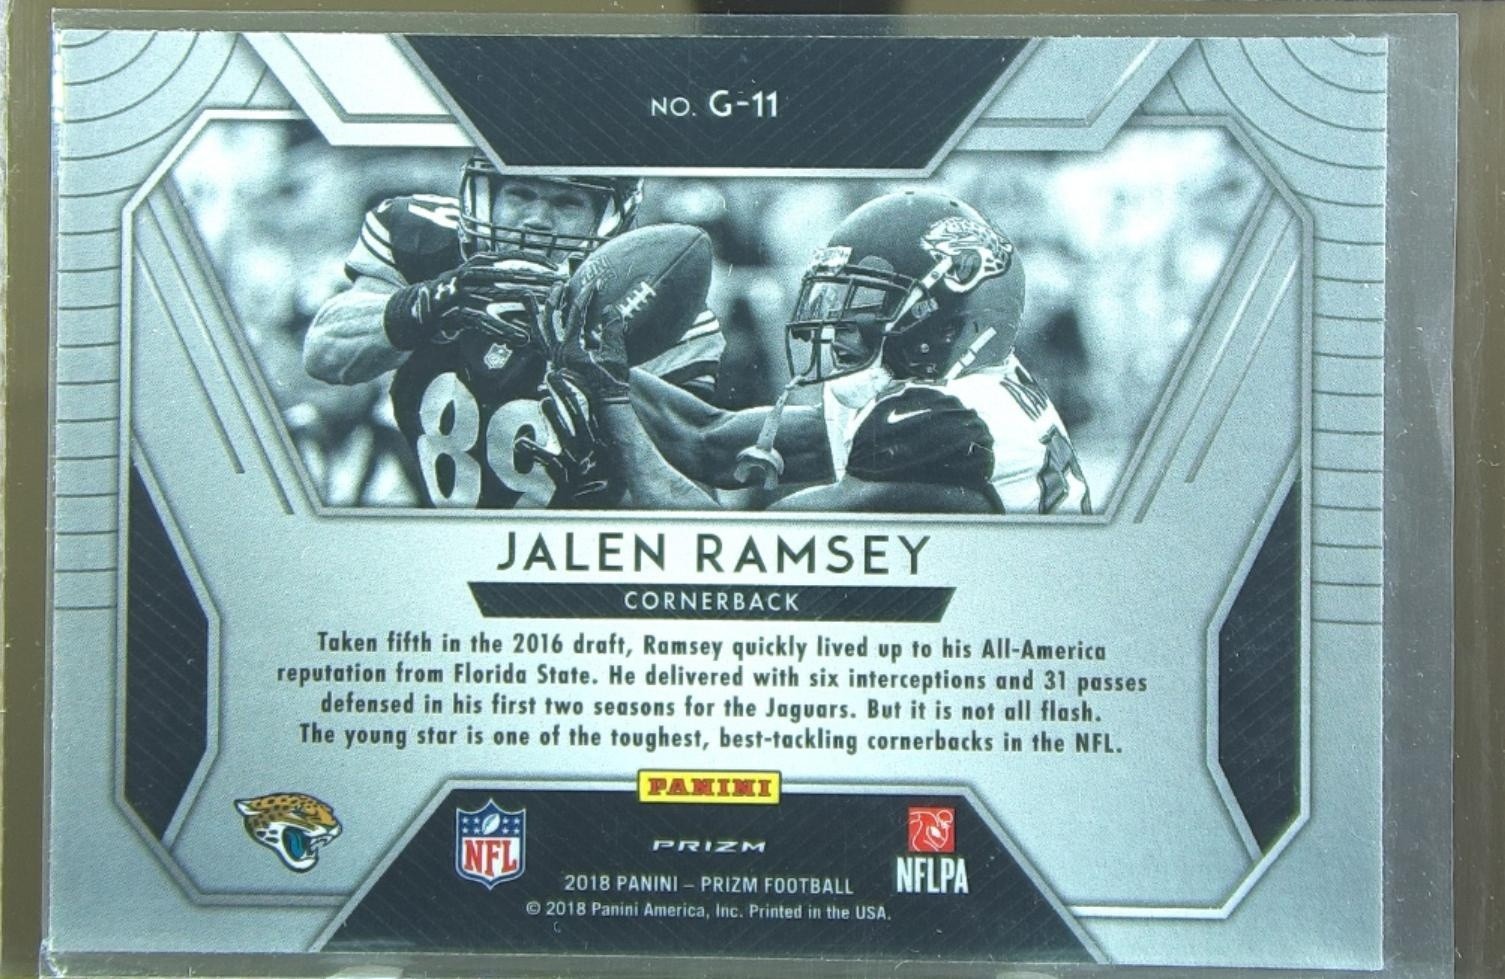 NO. G-11
89
JALEN RAMSEY
CORNERBACK
Taken fifth in the 2016 draft, Ramsey quickly lived up to his All-America
reputation from Florida State. He delivered with six interceptions and 31 passes
defensed in his first two seasons for the Jaguars. But it is not all flash.
The young star is one of the toughest, best-tackling cornerbacks in the NFL.
PANINI
NFL
PRIZM
NFLPA
2018 PANINI – PRIZM FOOTBALL
© 2018 Panini America, Inc. Printed in the USA.